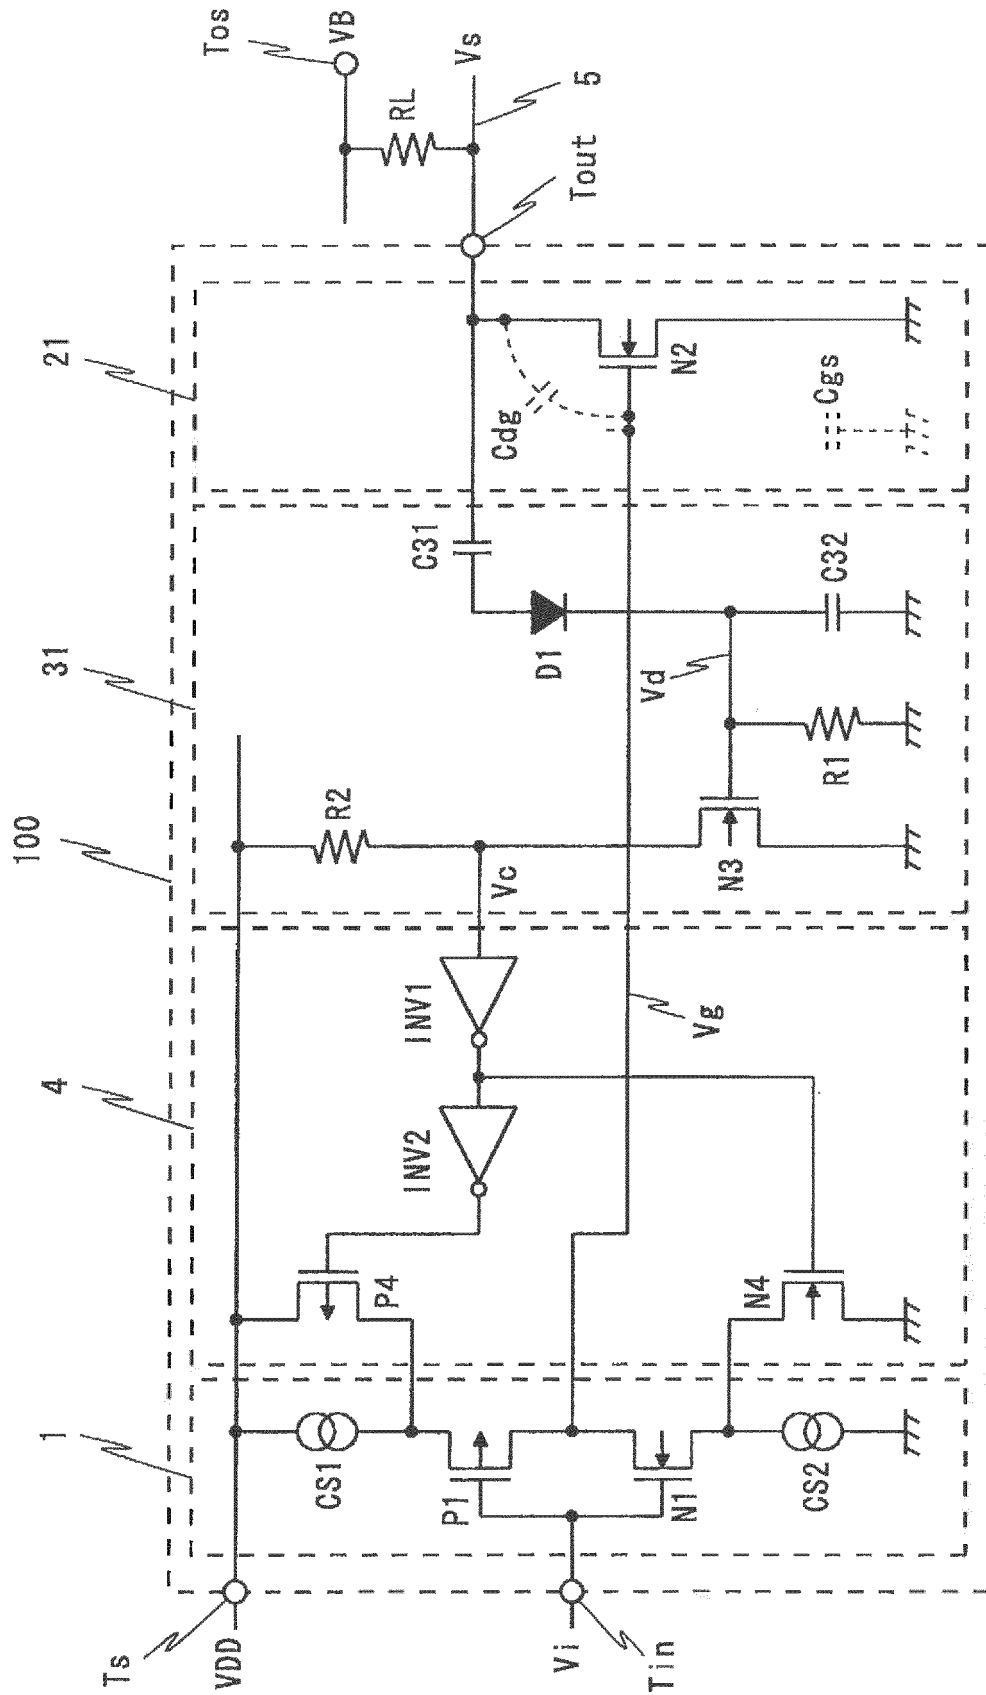 100
1
4
31
21
Ts
VDD
Tos
VB
RL
Vs
5
Tout
CS1
P4
R2
C31
Cdg
P1
INV2
INV1
Vc
D1
N2
Vi
Tin
N1
Vg
Vd
CS2
N4
N3
R1
C32
Cgs